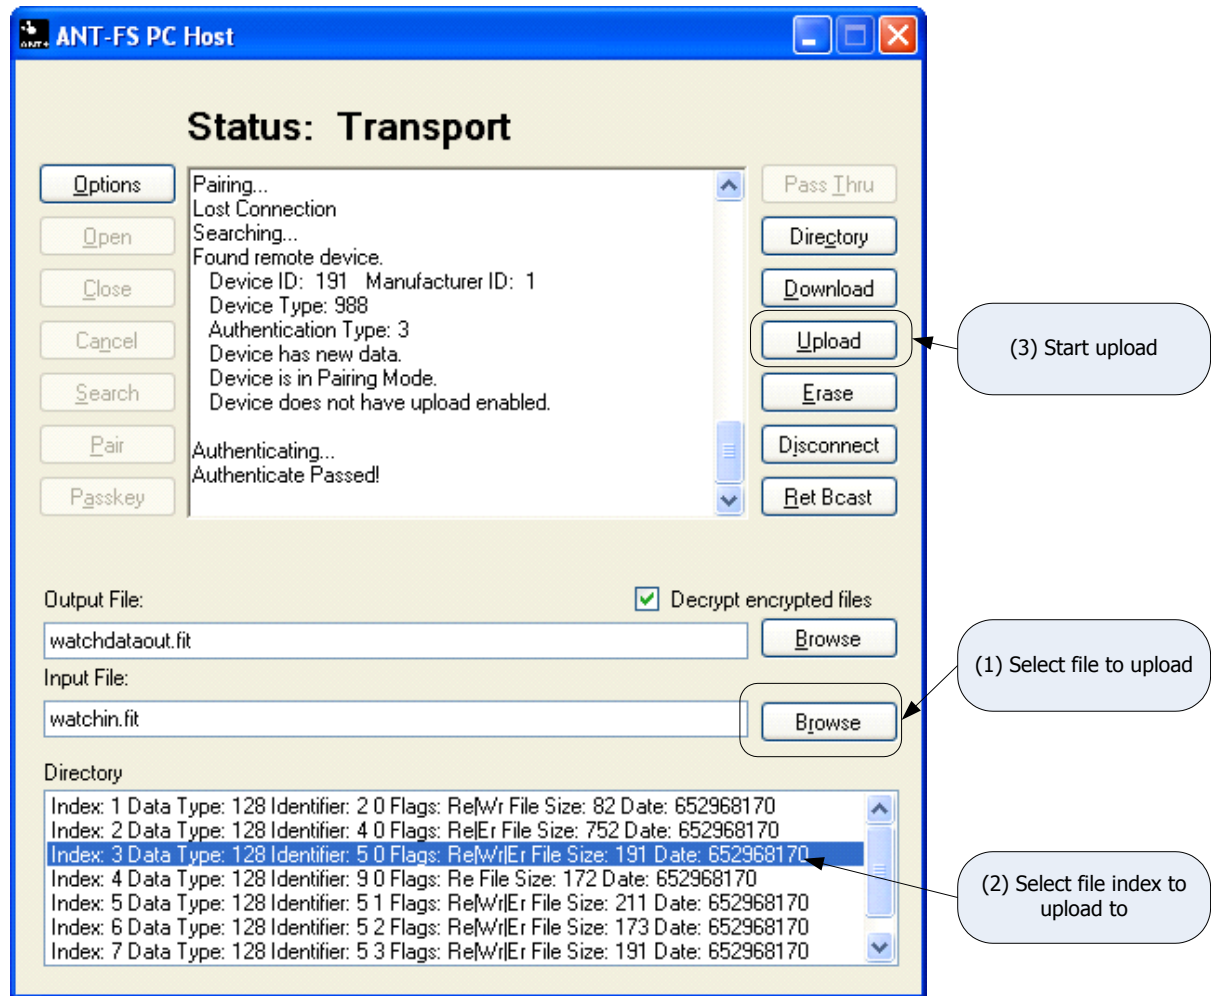 ANT-FS PC Host
Status: Transport
Options
Open
Close
Cancel
Search
Pair
Passkey
Pairing...
Lost Connection
Searching...
Found remote device.
Device ID: 191 Manufacturer ID: 1
Device Type: 988
Authentication Type: 3
Device has new data.
Device is in Pairing Mode.
Device does not have upload enabled.
Authenticating...
Authenticate Passed!
Pass Thru
Directory
Download
Upload
Erase
Disconnect
Ret Bcast
(3) Start upload
Output File:
Decrypt encrypted files
watchdataout.fit
Browse
Input File:
watchin.fit
Browse
(1) Select file to upload
Directory
Index: 1 Data Type: 128 Identifier: 2 0 Flags: Re|Wr File Size: 82 Date: 652968170
Index: 2 Data Type: 128 Identifier: 4 0 Flags: Re|Er File Size: 752 Date: 652968170
Index: 3 Data Type: 128 Identifier: 5 0 Flags: Re|Wr|Er File Size: 191 Date: 652968170
Index: 4 Data Type: 128 Identifier: 9 0 Flags: Re File Size: 172 Date: 652968170
Index: 5 Data Type: 128 Identifier: 5 1 Flags: Re|Wr|Er File Size: 211 Date: 652968170
Index: 6 Data Type: 128 Identifier: 5 2 Flags: Re|Wr|Er File Size: 173 Date: 652968170
Index: 7 Data Type: 128 Identifier: 5 3 Flags: Re|Wr|Er File Size: 191 Date: 652968170
(2) Select file index to
upload to